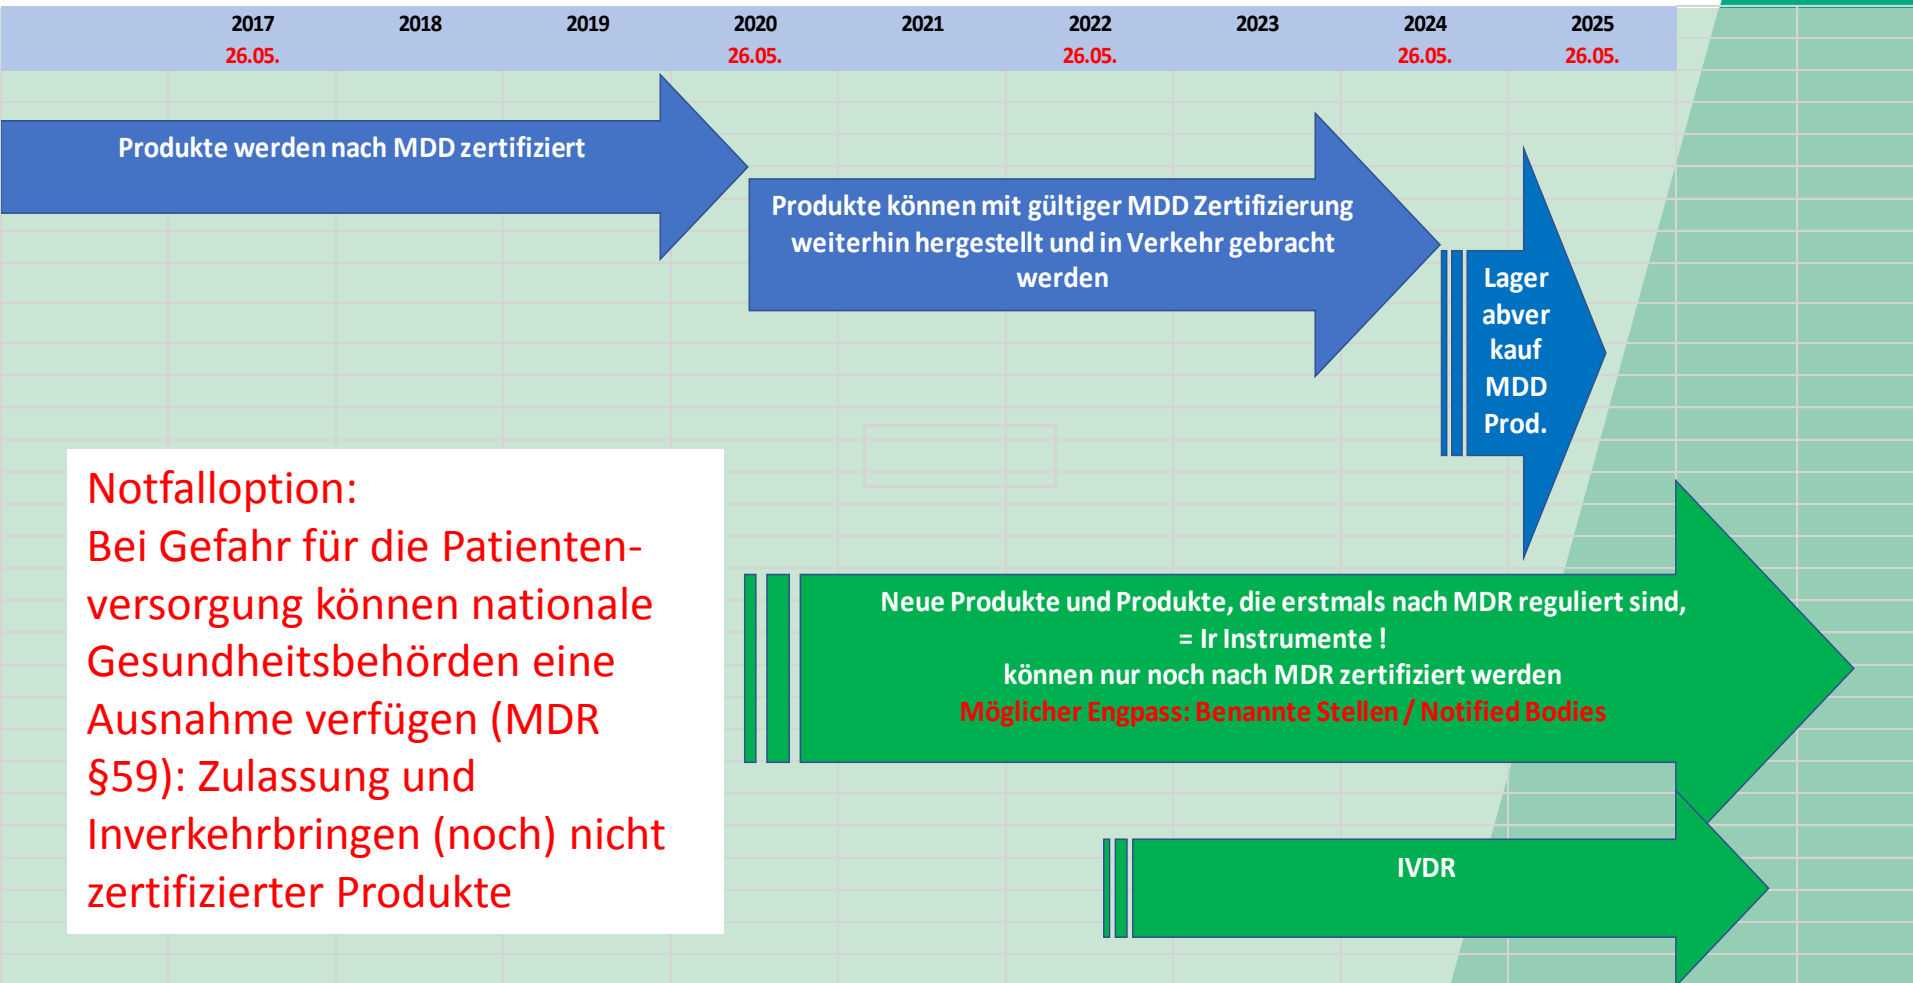 2017 2018 2019 2020 2021 2022 2023 2024 2025
26.05. 26.05. 26.05. 26.05. 26.05.
Produkte werden nach MDD zertifiziert
Produkte können mit gültiger MDD Zertifizierung
weiterhin hergestellt und in Verkehr gebracht
werden
Lager
abver
kauf
MDD
Prod.
Notfalloption:
Bei Gefahr für die Patienten-
versorgung können nationale
Gesundheitsbehörden eine
Ausnahme verfügen (MDR
§59): Zulassung und
Inverkehrbringen (noch) nicht
zertifizierter Produkte
Neue Produkte und Produkte, die erstmals nach MDR reguliert sind,
= Ir Instrumente !
können nur noch nach MDR zertifiziert werden
Möglicher Engpass: Benannte Stellen / Notified Bodies
IVDR